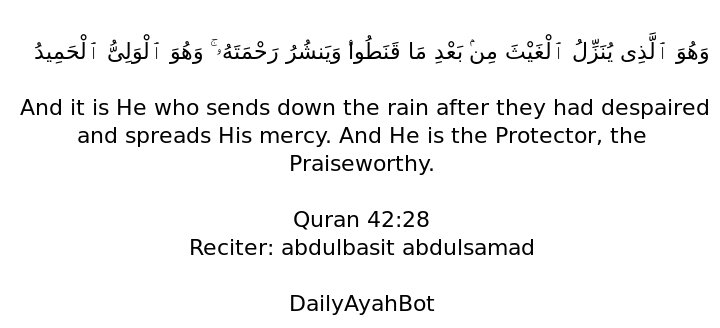 وَهُوَ ٱلَّذِى يُنَزِّلُ ٱلْغَيْثَ مِنۢ بَعْدِ مَا قَنَطُوا۟ وَيَنشُرُ رَحْمَتَهُۥ ۚ وَهُوَ ٱلْوَلِىُّ ٱلْحَمِيدُ
And it is He who sends down the rain after they had despaired
and spreads His mercy. And He is the Protector, the
Praiseworthy.
Quran 42:28
Reciter: abdulbasit abdulsamad
DailyAyahBot